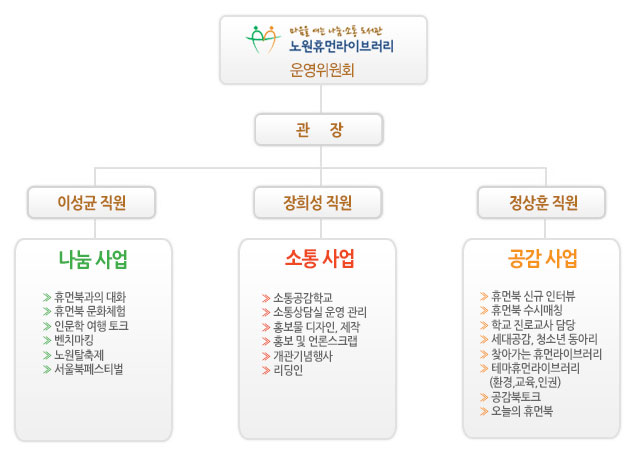 마음을 여는 나눔·소통 도서관
노원휴먼라이브러리
운영위원회
관 장
이성균 직원
장희성 직원
정상훈 직원
나눔 사업
» 휴먼북과의 대화
» 휴먼북 문화체험
» 인문학 여행 토크
» 벤치마킹
» 노원탈축제
» 서울북페스티벌
소통 사업
» 소통공감학교
» 소통상담실 운영 관리
» 홍보물 디자인, 제작
» 홍보 및 언론스크랩
» 개관기념행사
» 리딩인
공감 사업
» 휴먼북 신규 인터뷰
» 휴먼북 수시매칭
» 학교 진로교사 담당
» 세대공감, 청소년 동아리
» 찾아가는 휴먼라이브러리
» 테마휴먼라이브러리
(환경,교육,인권)
» 공감북토크
» 오늘의 휴먼북